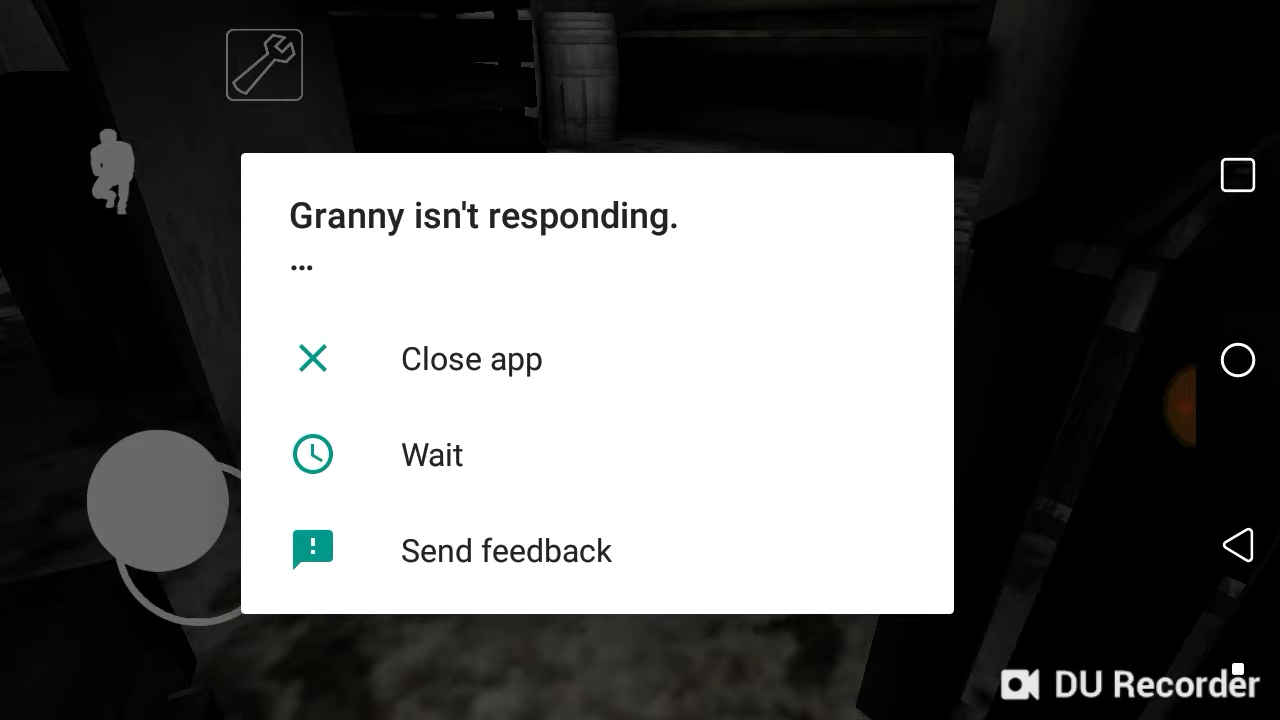 Granny isn't responding.
...
Close app
Wait
Send feedback
DU Recorder